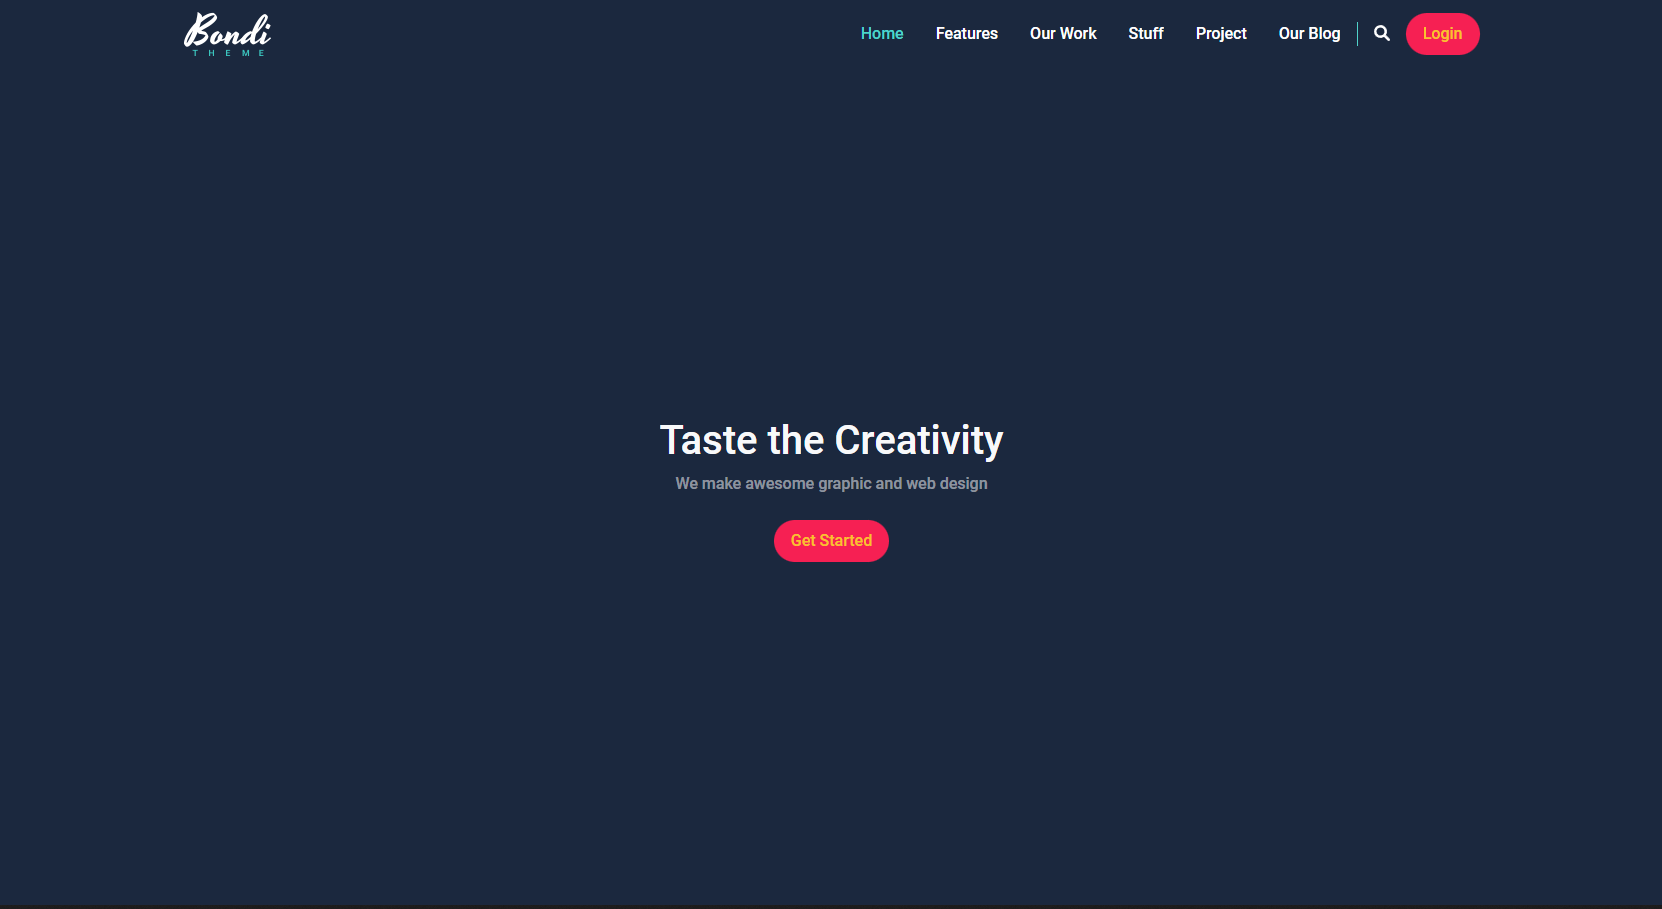 Bondi
THEME
Home Features Our Work Stuff Project Our Blog Login
Taste the Creativity
We make awesome graphic and web design
Get Started